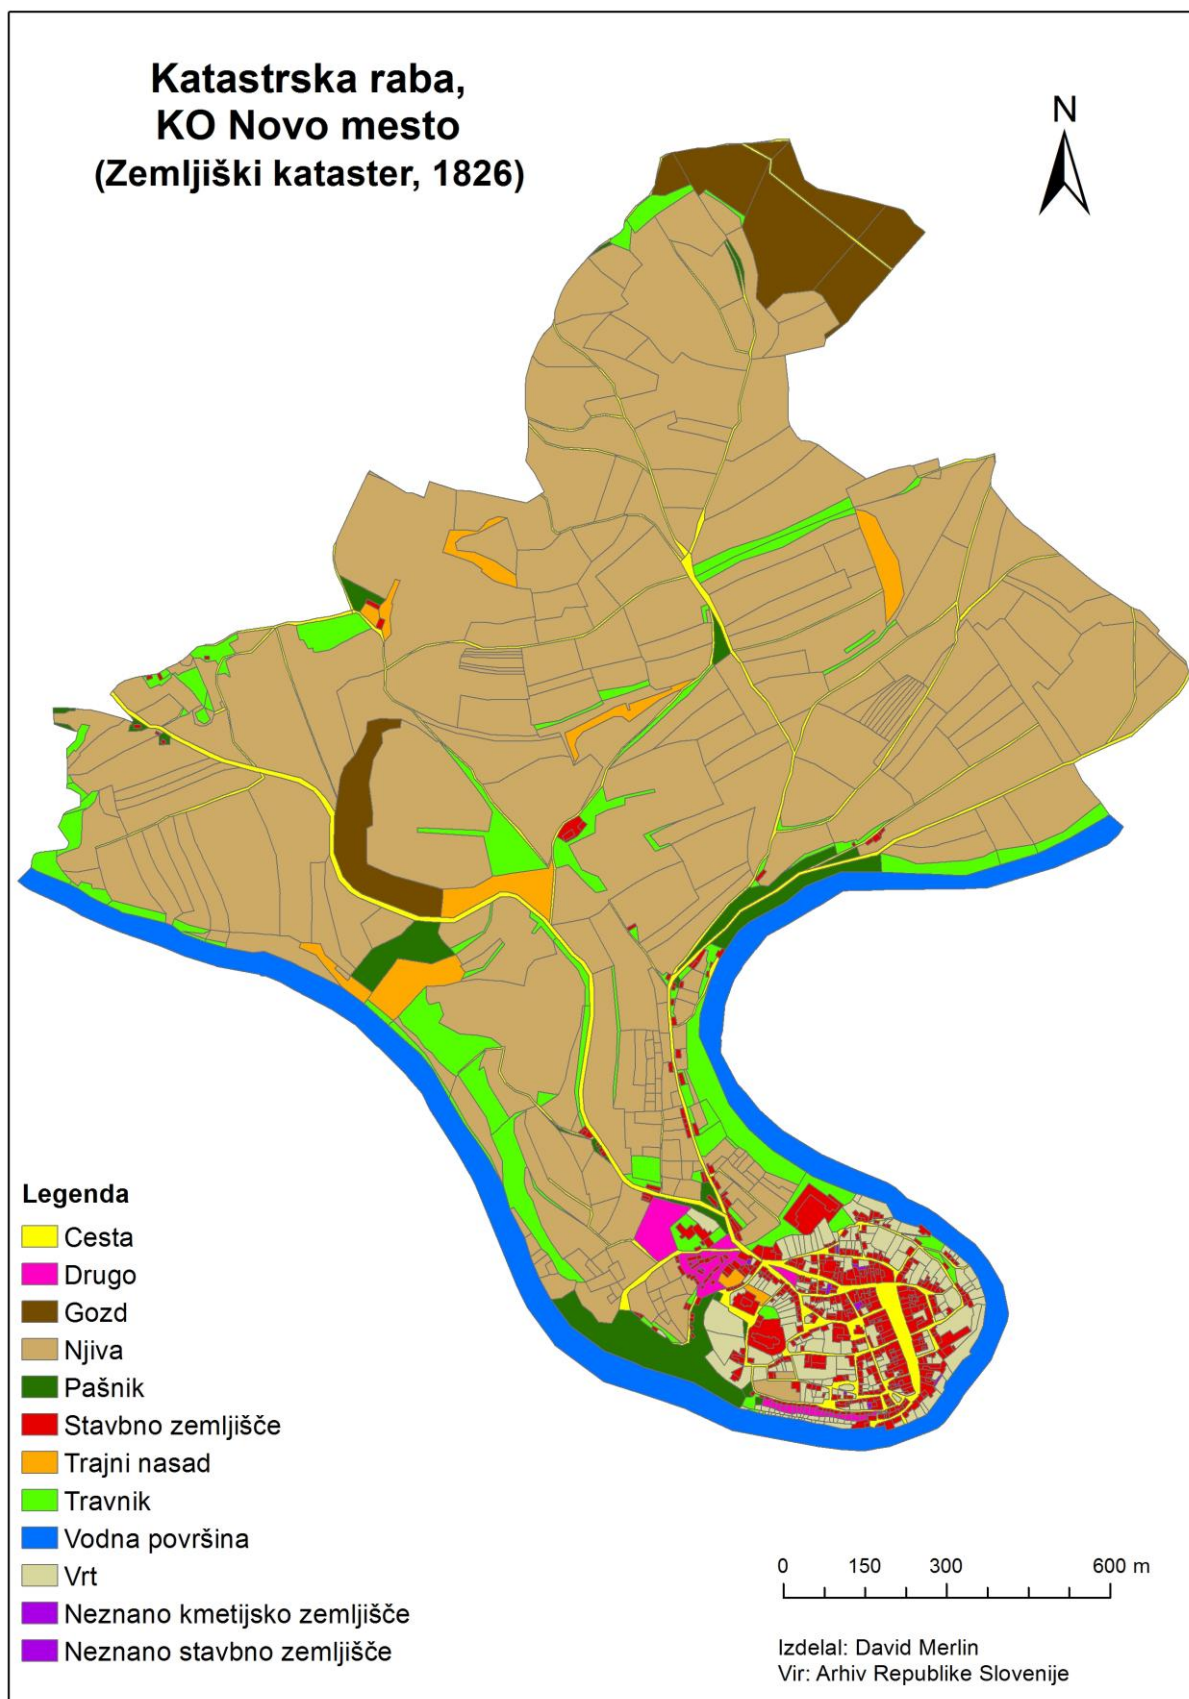 Katastrska raba,
KO Novo mesto
(Zemljiški kataster, 1826)
N
Legenda
Cesta
Drugo
Gozd
Njiva
Pašnik
Stavbno zemljišče
Trajni nasad
Travnik
Vodna površina
Vrt
Neznano kmetijsko zemljišče
Neznano stavbno zemljišče
0 150 300 600 m
Izdelal: David Merlin
Vir: Arhiv Republike Slovenije